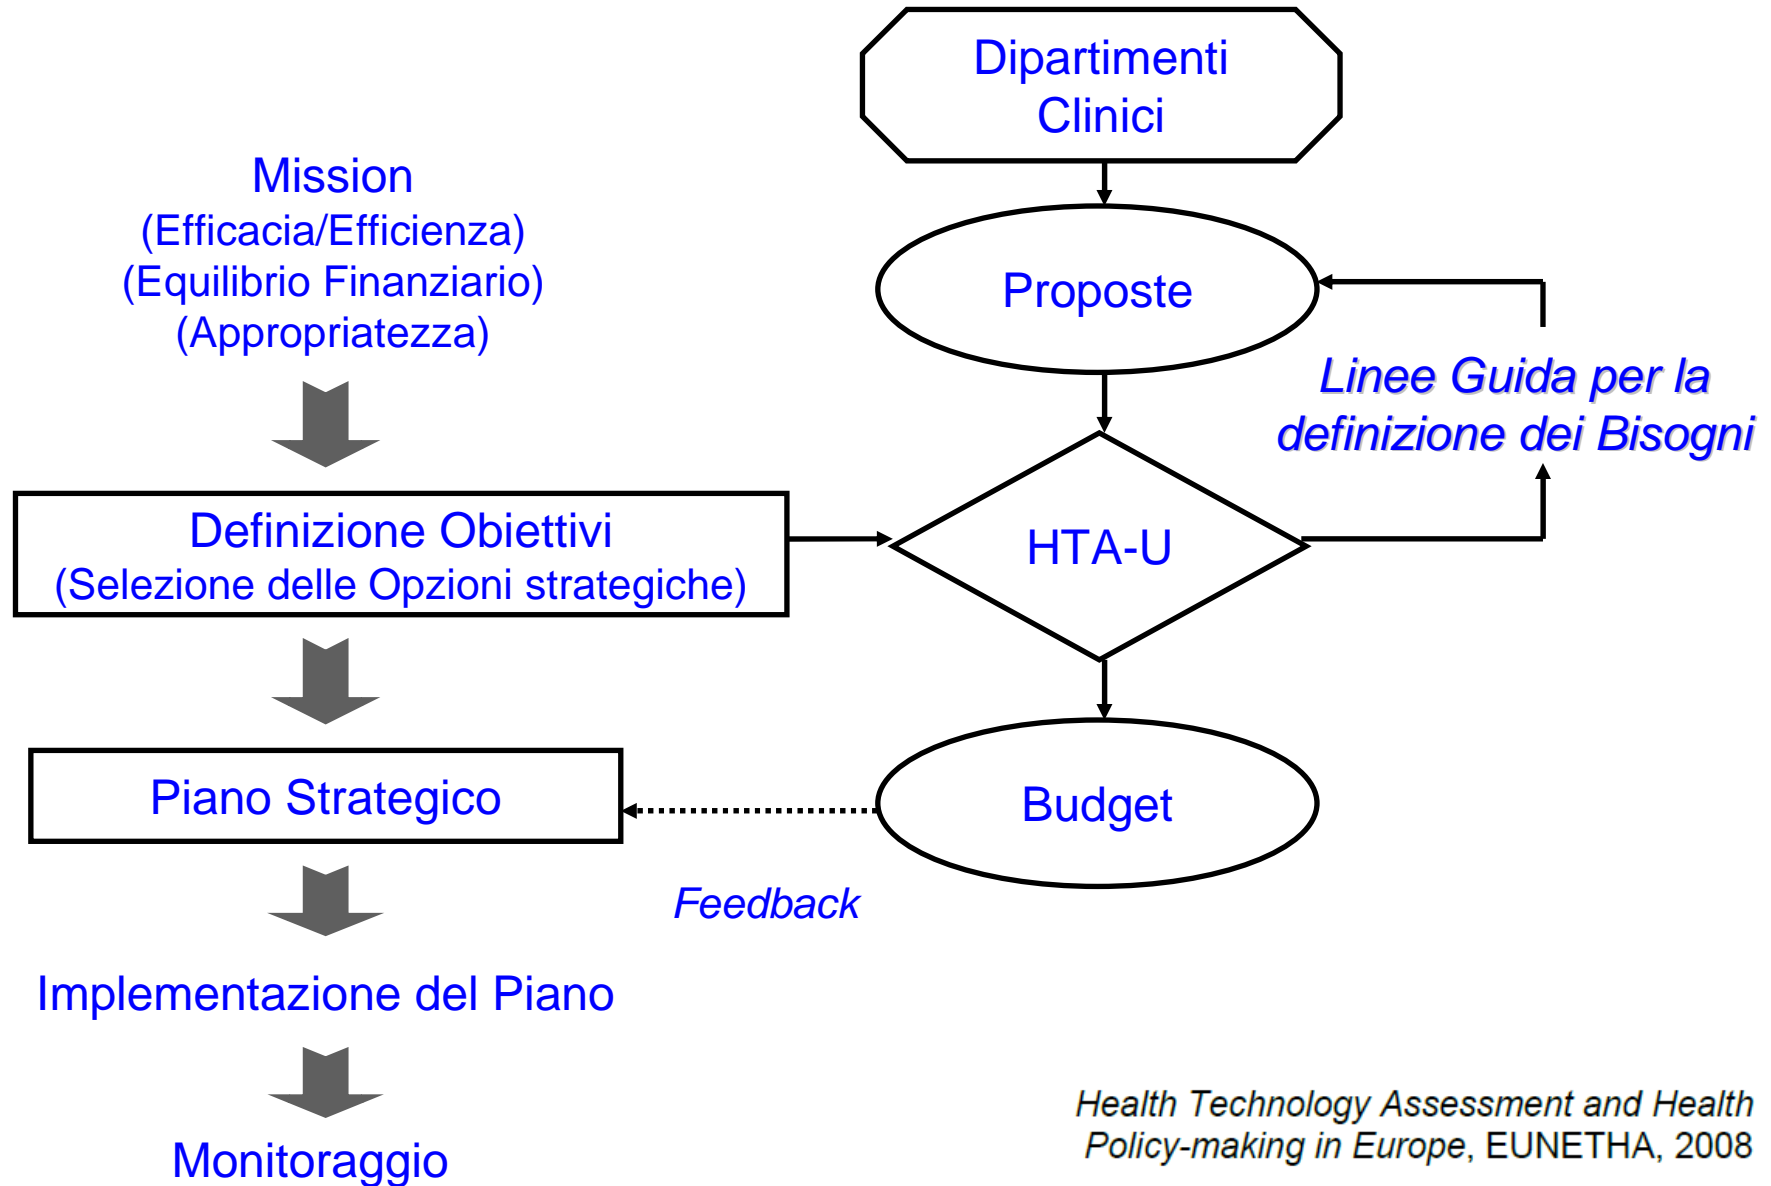 Dipartimenti
Clinici
Mission
(Efficacia/Efficienza)
(Equilibrio Finanziario)
(Appropriatezza)
Proposte
Linee Guida per la
definizione dei Bisogni
Definizione Obiettivi
(Selezione delle Opzioni strategiche)
HTA-U
Piano Strategico
Budget
Feedback
Implementazione del Piano
Monitoraggio
Health Technology Assessment and Health
Policy-making in Europe, EUNETHA, 2008